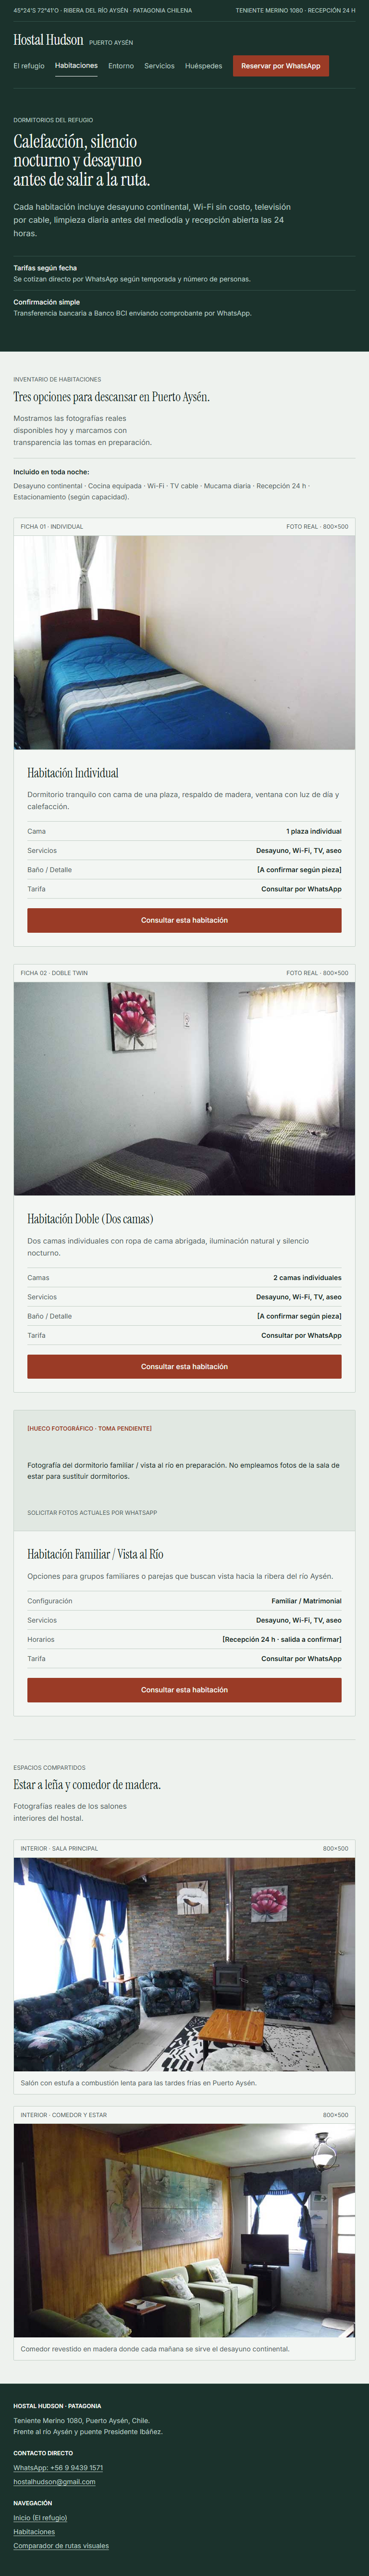 45°24'S 72°41'O · RIBERA DEL RÍO AYSÉN · PATAGONIA CHILENA
TENIENTE MERINO 1080 · RECEPCIÓN 24 H
Hostal Hudson PUERTO AYSÉN
El refugio Habitaciones Entorno Servicios Huéspedes Reservar por WhatsApp
DORMITORIOS DEL REFUGIO
Calefacción, silencio
nocturno y desayuno
antes de salir a la ruta.
Cada habitación incluye desayuno continental, Wi-Fi sin costo, televisión
por cable, limpieza diaria antes del mediodía y recepción abierta las 24
horas.
Tarifas según fecha
Se cotizan directo por WhatsApp según temporada y número de personas.
Confirmación simple
Transferencia bancaria a Banco BCI enviando comprobante por WhatsApp.
INVENTARIO DE HABITACIONES
Tres opciones para descansar en Puerto Aysén.
Mostramos las fotografías reales
disponibles hoy y marcamos con
transparencia las tomas en preparación.
Incluido en toda noche:
Desayuno continental · Cocina equipada · Wi-Fi · TV cable · Mucama diaria · Recepción 24 h ·
Estacionamiento (según capacidad).
FICHA 01 · INDIVIDUAL
FOTO REAL · 800×500
Habitación Individual
Dormitorio tranquilo con cama de una plaza, respaldo de madera, ventana con luz de día y
calefacción.
Cama 1 plaza individual
Servicios Desayuno, Wi-Fi, TV, aseo
Baño / Detalle [A confirmar según pieza]
Tarifa Consultar por WhatsApp
Consultar esta habitación
FICHA 02 · DOBLE TWIN
FOTO REAL · 800×500
Habitación Doble (Dos camas)
Dos camas individuales con ropa de cama abrigada, iluminación natural y silencio
nocturno.
Camas 2 camas individuales
Servicios Desayuno, Wi-Fi, TV, aseo
Baño / Detalle [A confirmar según pieza]
Tarifa Consultar por WhatsApp
Consultar esta habitación
[HUECO FOTOGRÁFICO · TOMA PENDIENTE]
Fotografía del dormitorio familiar / vista al río en preparación. No empleamos fotos de la sala de
estar para sustituir dormitorios.
SOLICITAR FOTOS ACTUALES POR WHATSAPP
Habitación Familiar / Vista al Río
Opciones para grupos familiares o parejas que buscan vista hacia la ribera del río Aysén.
Configuración Familiar / Matrimonial
Servicios Desayuno, Wi-Fi, TV, aseo
Horarios [Recepción 24 h · salida a confirmar]
Tarifa Consultar por WhatsApp
Consultar esta habitación
ESPACIOS COMPARTIDOS
Estar a leña y comedor de madera.
Fotografías reales de los salones
interiores del hostal.
INTERIOR · SALA PRINCIPAL
800×500
Salón con estufa a combustión lenta para las tardes frías en Puerto Aysén.
INTERIOR · COMEDOR Y ESTAR
800×500
Comedor revestido en madera donde cada mañana se sirve el desayuno continental.
HOSTAL HUDSON · PATAGONIA
Teniente Merino 1080, Puerto Aysén, Chile.
Frente al río Aysén y puente Presidente Ibáñez.
CONTACTO DIRECTO
WhatsApp: +56 9 9439 1571
hostalhudson@gmail.com
NAVEGACIÓN
Inicio (El refugio)
Habitaciones
Comparador de rutas visuales